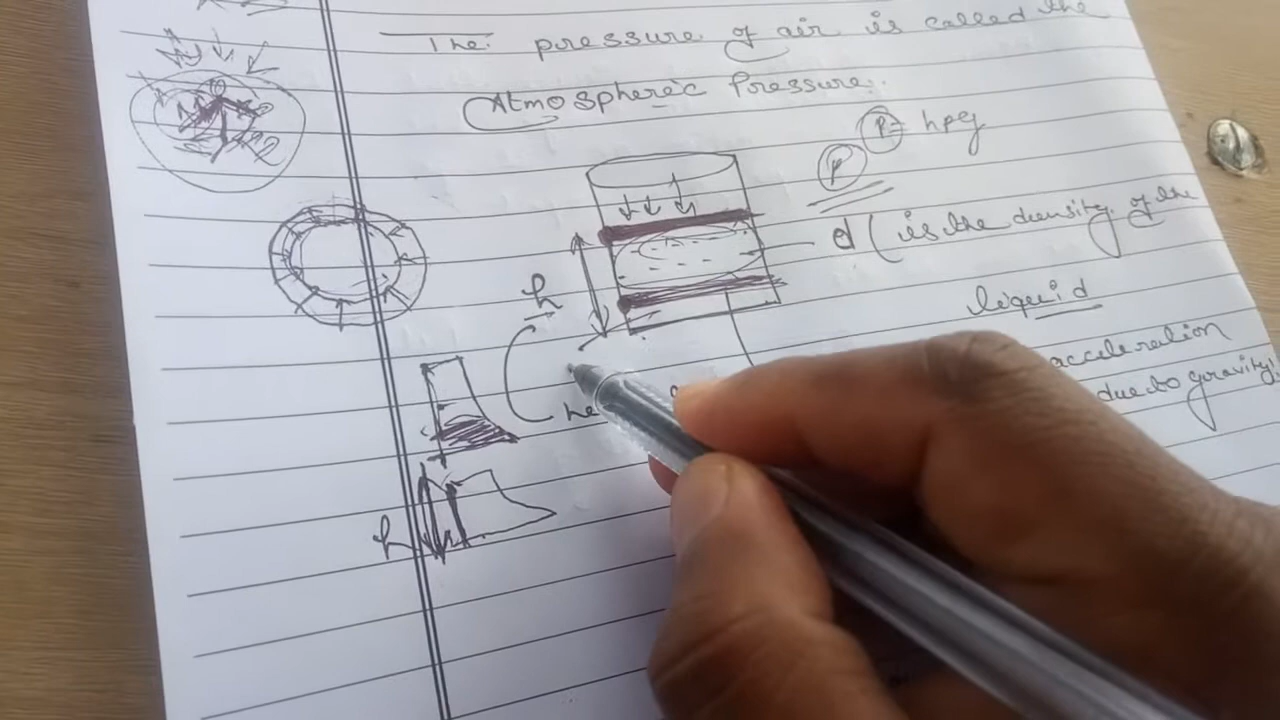 The pressure of air is called the
Atmospheric Pressure.
P = hρg
P
d (is the density of the
liquid
h
acceleration
due to gravity)
he
h